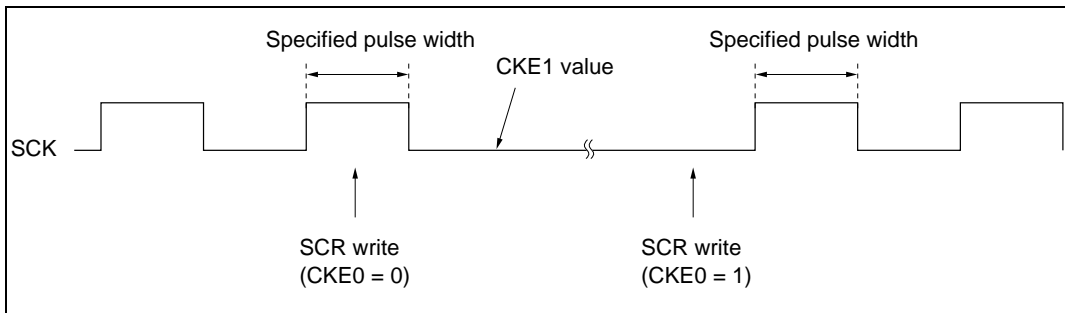 Specified pulse width
Specified pulse width
CKE1 value
SCK
SCR write
(CKE0 = 0)
SCR write
(CKE0 = 1)